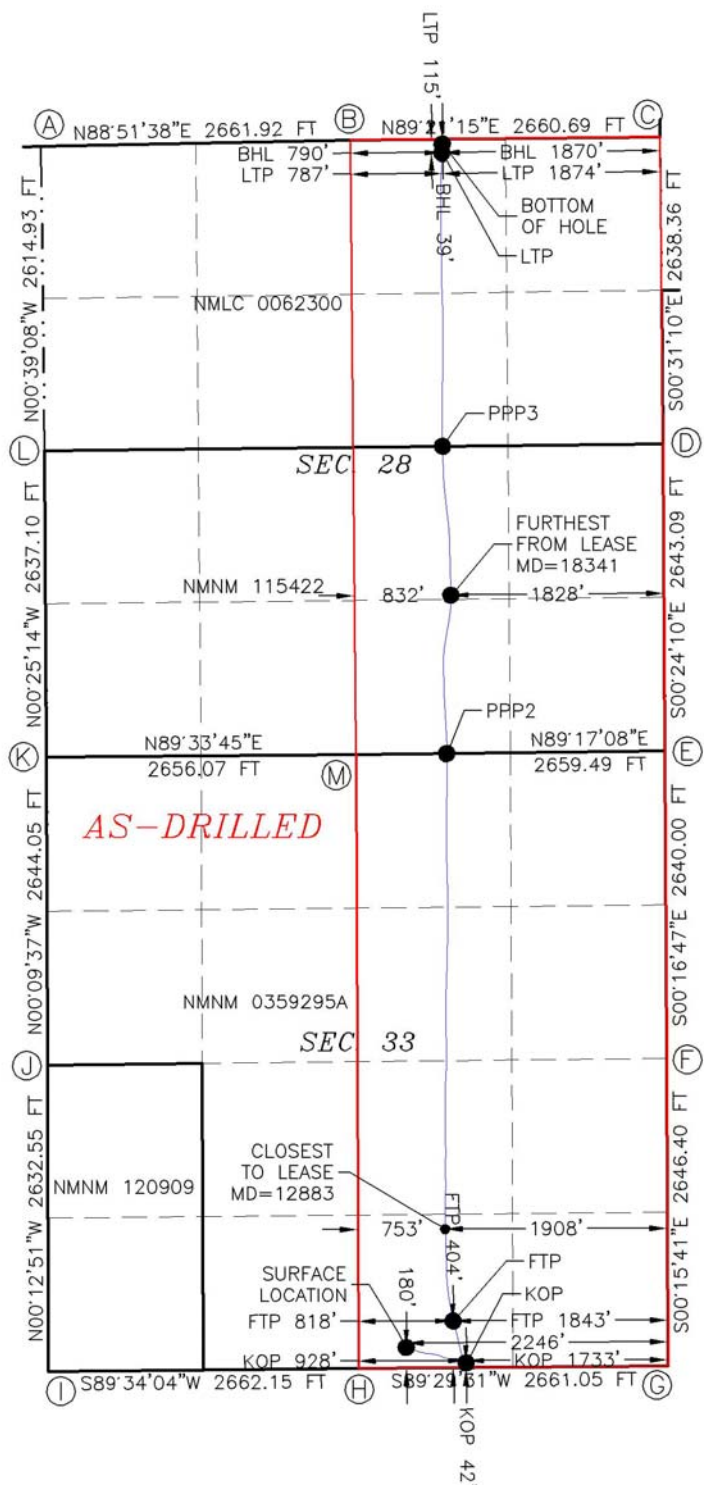 LTP 115'
A
B
C
N88°51'38"E 2661.92 FT
15"E 2660.69 FT
BHL 790'
BHL 1870'
LTP 787'
LTP 1874'
BHL 39'
BOTTOM
OF HOLE
LTP
N00°39'08"W 2614.93 FT
S00°31'10"E 2638.36 FT
NMLC 0062300
PPP3
L
D
SEC. 28
FURTHEST
FROM LEASE
MD=18341
N00°25'14"W 2637.10 FT
S00°24'10"E 2643.09 FT
NMNM 115422
832'
1828'
PPP2
K
N89°33'45"E
2656.07 FT
N89°17'08"E
2659.49 FT
E
M
AS-DRILLED
N00°09'37"W 2644.05 FT
S00°16'47"E 2640.00 FT
NMNM 0359295A
SEC. 33
J
F
CLOSEST
TO LEASE
MD=12883
N00°12'51"W 2632.55 FT
S00°15'41"E 2646.40 FT
NMNM 120909
753'
1908'
FTP 404'
FTP
SURFACE
LOCATION
180'
KOP
FTP 818'
FTP 1843'
2246'
KOP 928'
KOP 1733'
I
S89°34'04"W 2662.15 FT
H
2661.05 FT
G
KOP 42'